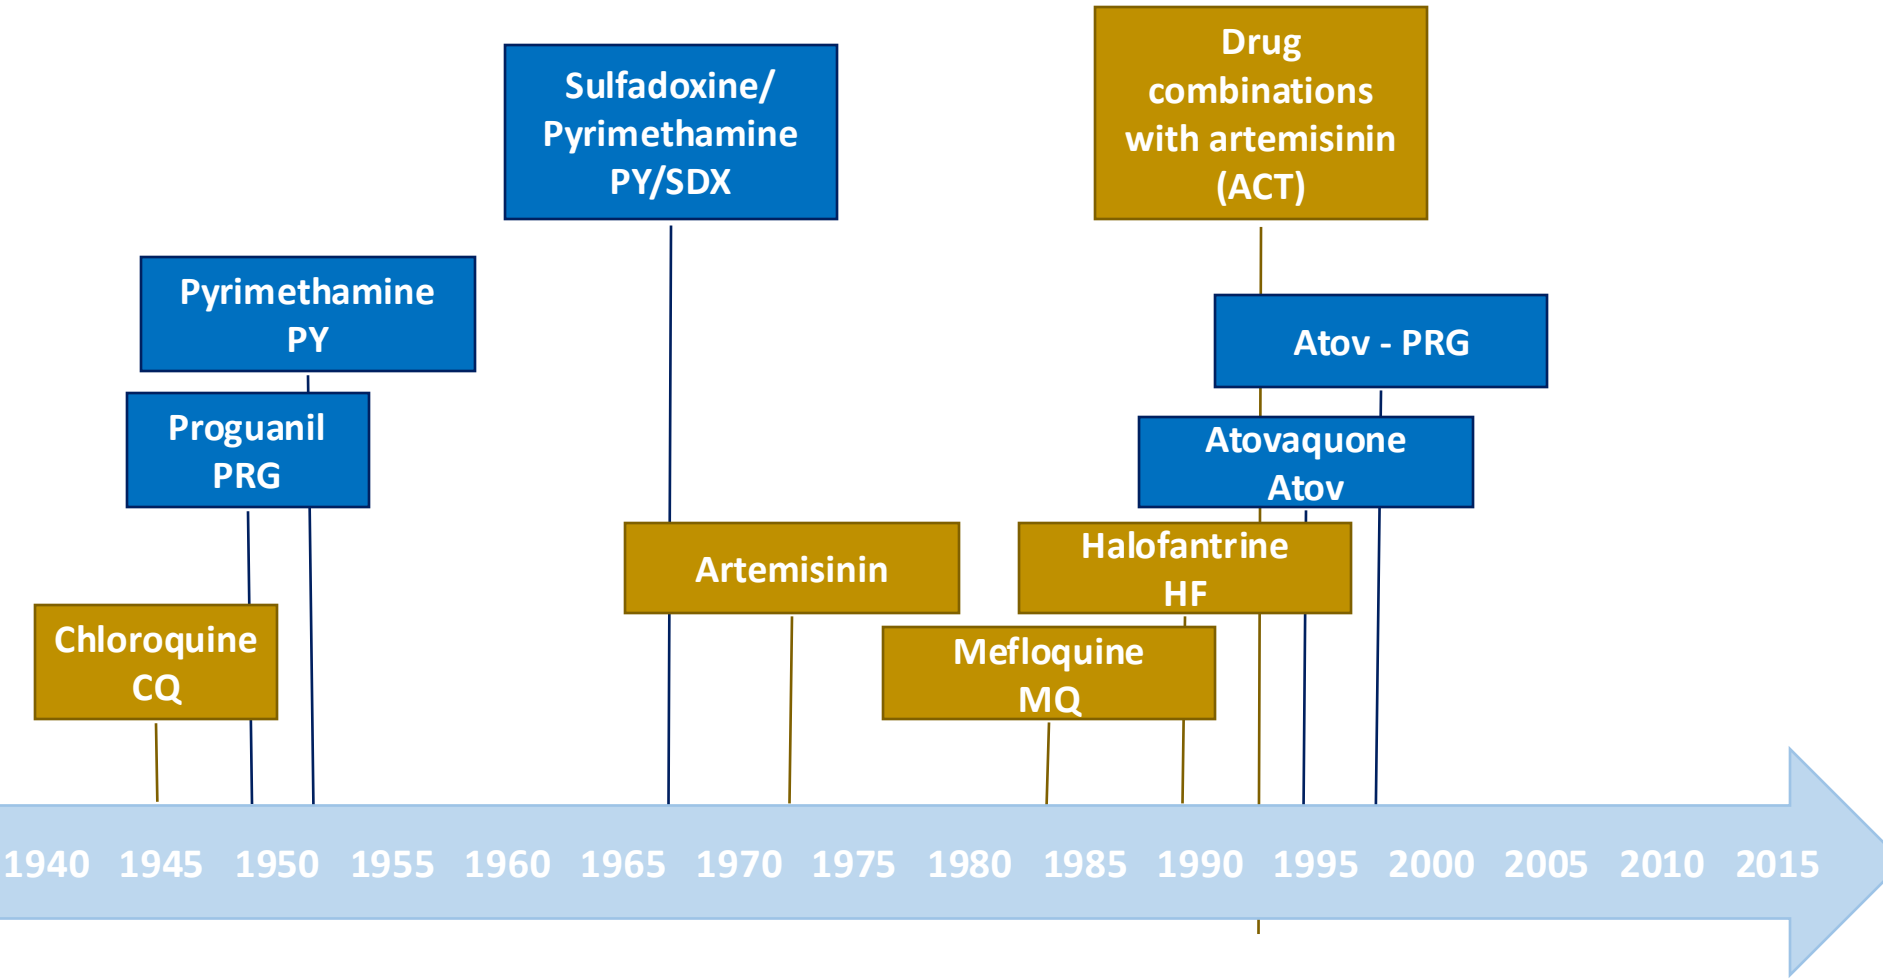 Drug
combinations
with artemisinin
(ACT)
Sulfadoxine/
Pyrimethamine
PY/SDX
Pyrimethamine
PY
Atov - PRG
Proguanil
PRG
Atovaquone
Atov
Artemisinin
Halofantrine
HF
Chloroquine
CQ
Mefloquine
MQ
1940 1945 1950 1955 1960 1965 1970 1975 1980 1985 1990 1995 2000 2005 2010 2015